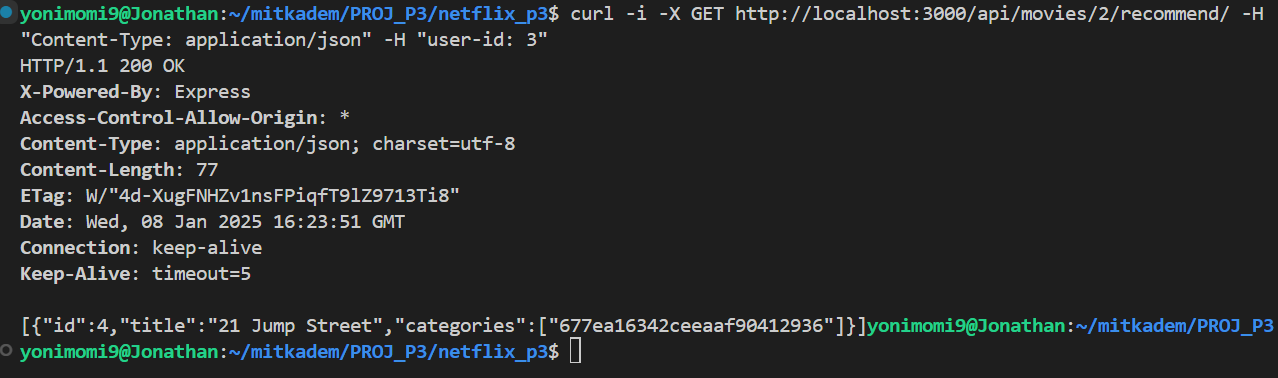 yonimomi9@Jonathan:~/mitkadem/PROJ_P3/netflix_p3$ curl -i -X GET http://localhost:3000/api/movies/2/recommend/ -H
"Content-Type: application/json" -H "user-id: 3"
HTTP/1.1 200 OK
X-Powered-By: Express
Access-Control-Allow-Origin: *
Content-Type: application/json; charset=utf-8
Content-Length: 77
ETag: W/"4d-XugFNHZv1nsFPiqfT9lZ9713Ti8"
Date: Wed, 08 Jan 2025 16:23:51 GMT
Connection: keep-alive
Keep-Alive: timeout=5
[{"id":4,"title":"21 Jump Street","categories":["677ea16342ceeaaf90412936"]}]yonimomi9@Jonathan:~/mitkadem/PROJ_P3
yonimomi9@Jonathan:~/mitkadem/PROJ_P3/netflix_p3$